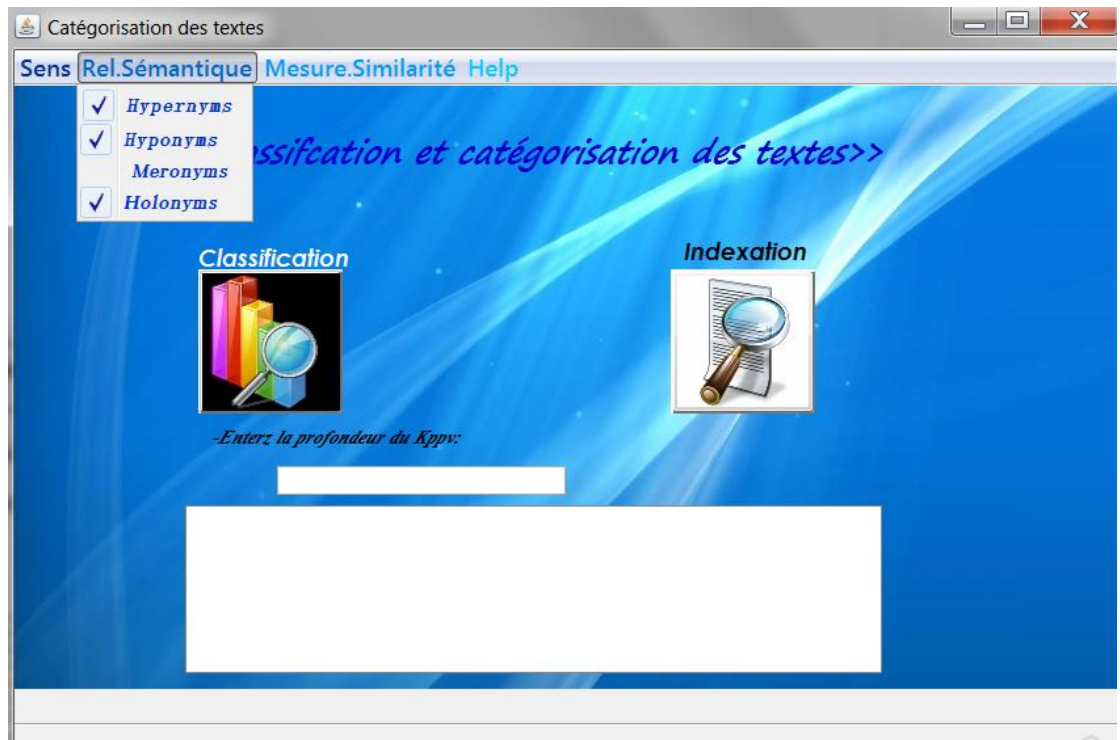 Catégorisation des textes
Sens Rel.Sémantique Mesure.Similarité Help
Hypernyms
Hyponyms
ssifcation et catégorisation des textes>>
Meronyms
Holonyms
Classification
Indexation
-Enterz la profondeur du Kppv: